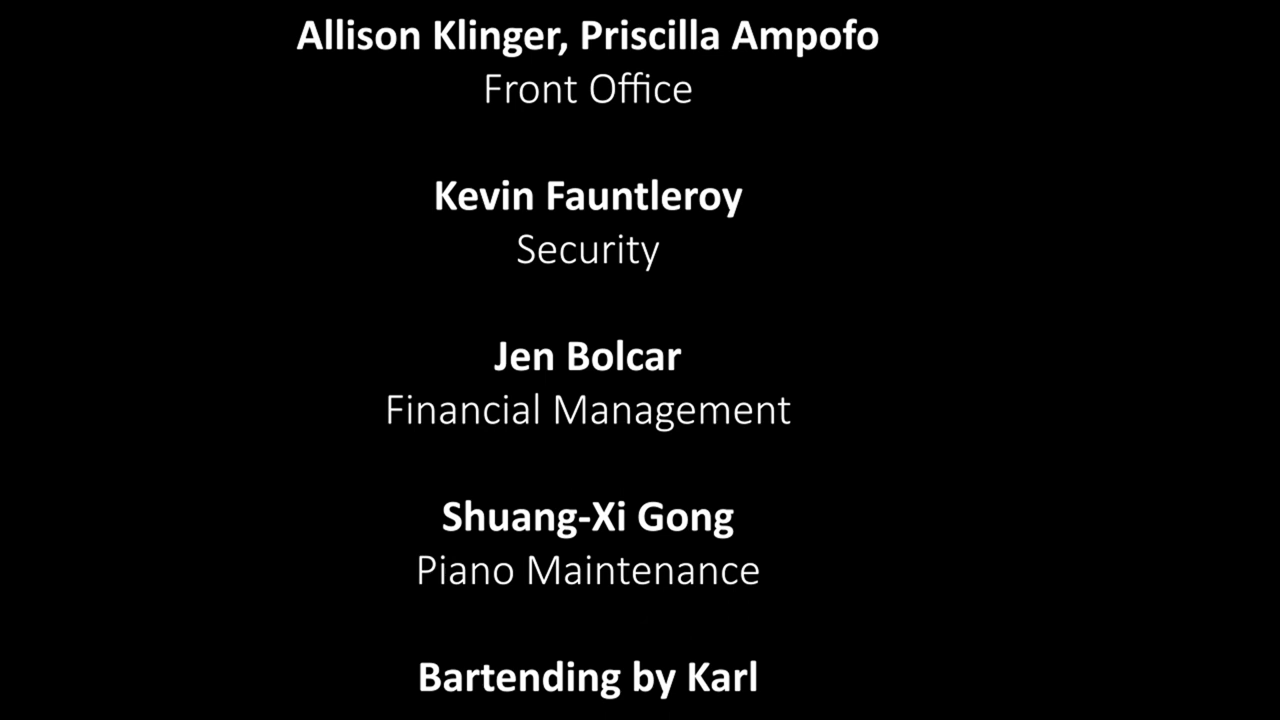 Allison Klinger, Priscilla Ampofo
Front Office
Kevin Fauntleroy
Security
Jen Bolcar
Financial Management
Shuang-Xi Gong
Piano Maintenance
Bartending by Karl